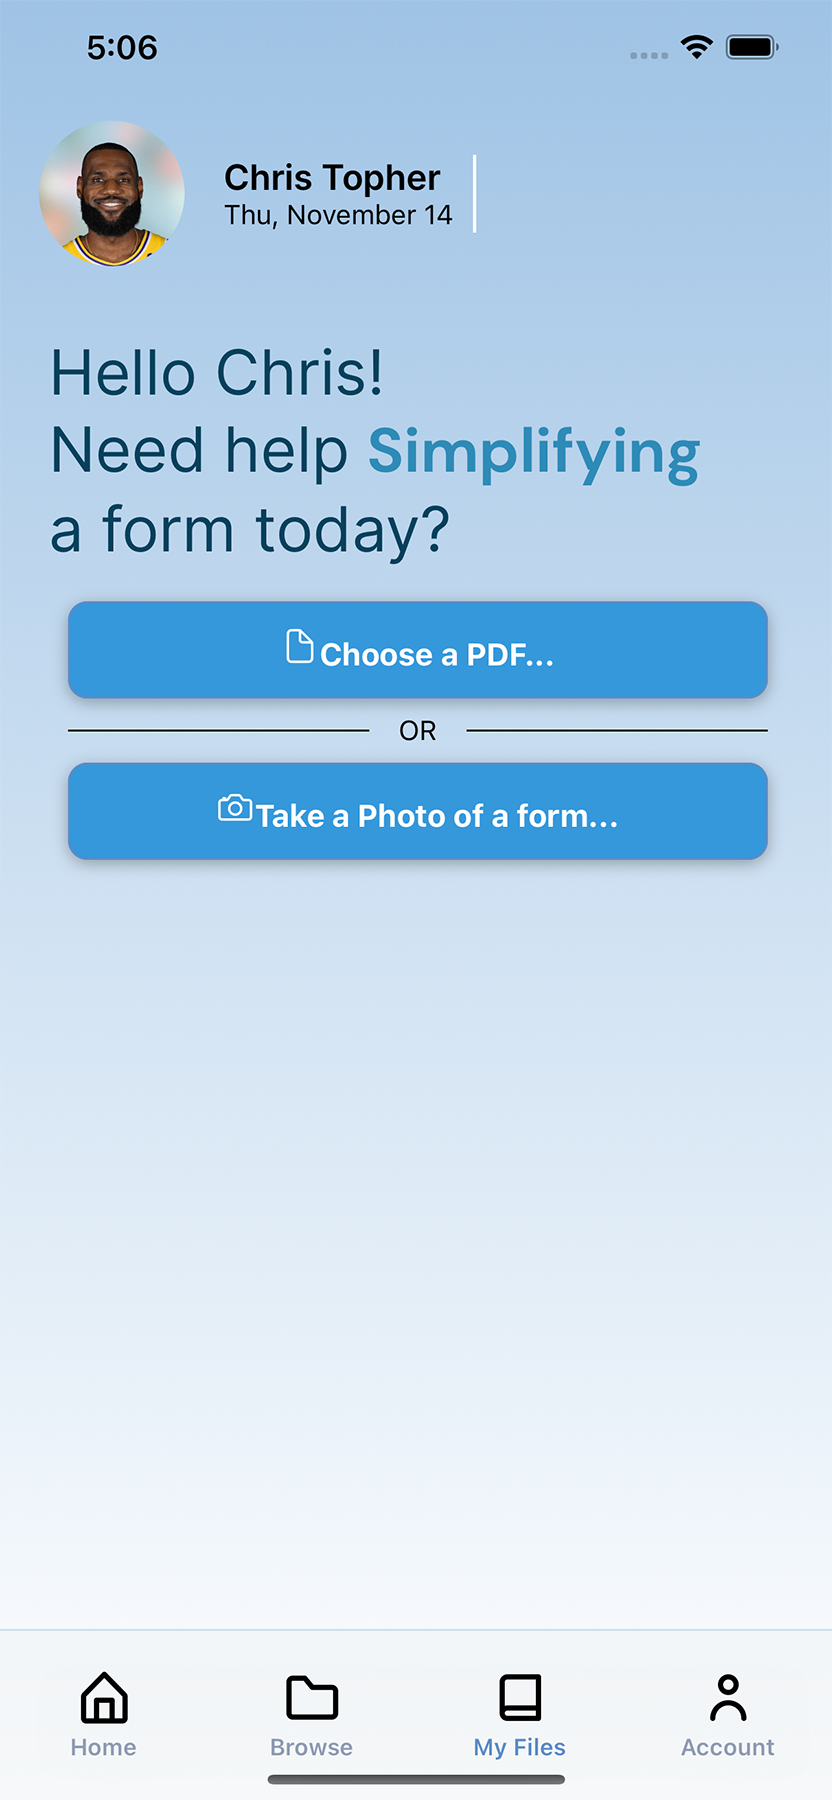 5:06
Chris Topher
Thu, November 14
Hello Chris!
Need help Simplifying
a form today?
Choose a PDF...
OR
Take a Photo of a form...
Home
Browse
My Files
Account